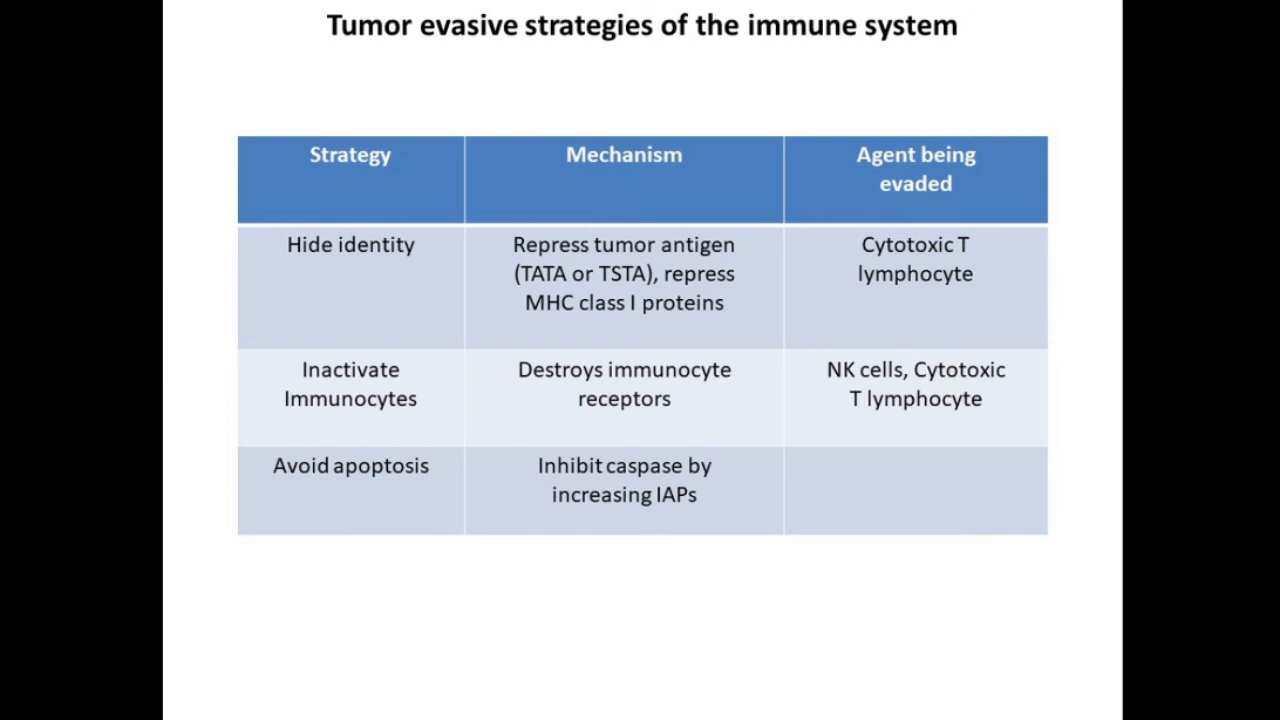 Tumor evasive strategies of the immune system
Strategy
Mechanism
Agent being
evaded
Hide identity
Repress tumor antigen
(TATA or TSTA), repress
MHC class I proteins
Cytotoxic T
lymphocyte
Inactivate
Immunocytes
Destroys immunocyte
receptors
NK cells, Cytotoxic
T lymphocyte
Avoid apoptosis
Inhibit caspase by
increasing IAPs